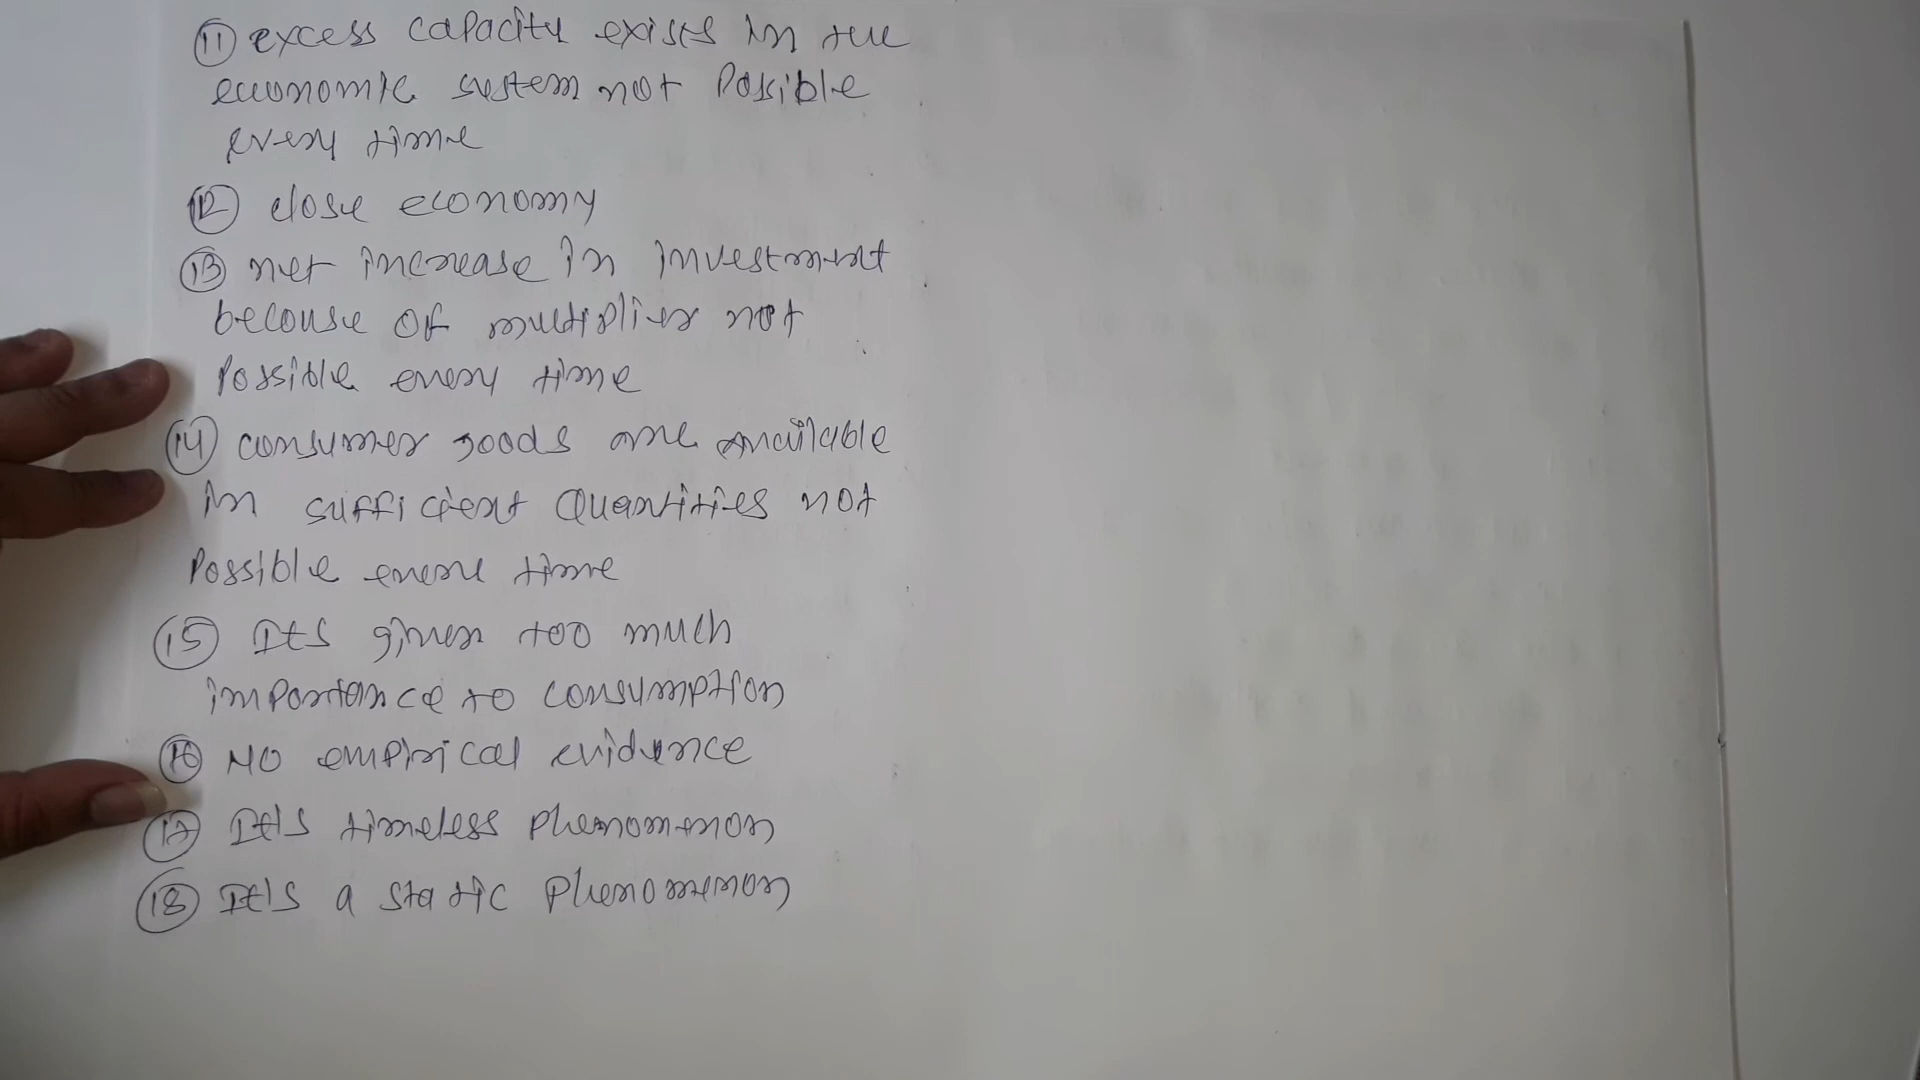 11 excess capacity exists in the
economic system not possible
every time
12 close economy
13 net increase in investment
because of multiplier not
possible every time
14 consumer goods are available
in sufficient quantities not
possible every time
15 Its given too much
importance to consumption
16 No empirical evidence
17 It's timeless phenomenon
18 It's a static phenomenon